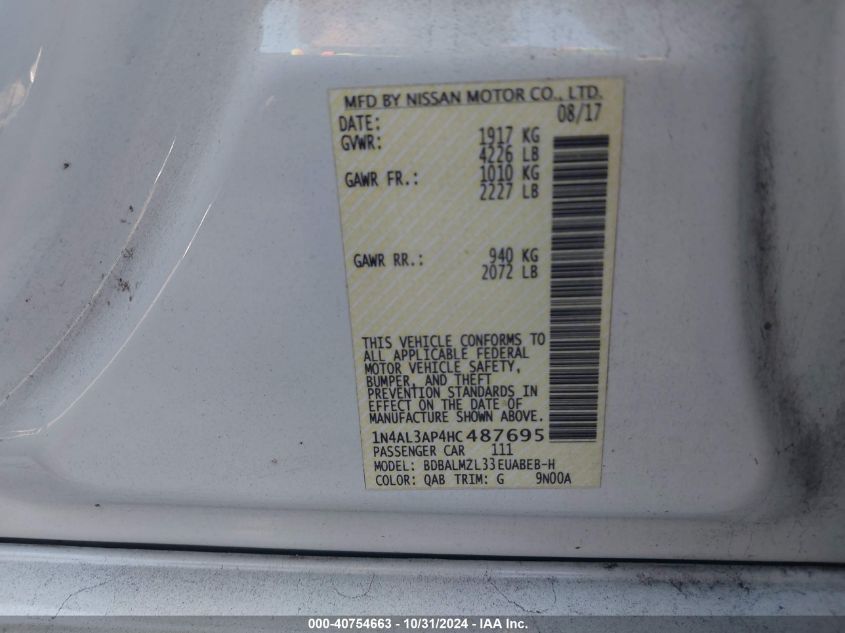 MFD BY NISSAN MOTOR CO., LTD.
DATE: 08/17
GVWR: 1917 KG
4226 LB
GAWR FR.: 1010 KG
2227 LB
GAWR RR.: 940 KG
2072 LB
THIS VEHICLE CONFORMS TO
ALL APPLICABLE FEDERAL
MOTOR VEHICLE SAFETY,
BUMPER, AND THEFT
PREVENTION STANDARDS IN
EFFECT ON THE DATE OF
MANUFACTURE SHOWN ABOVE.
1N4AL3AP4HC487695
PASSENGER CAR 111
MODEL: BDBALMZL33EUABEB-H
COLOR: QAB TRIM: G 9N00A
000-40754663 - 10/31/2024 - IAA Inc.